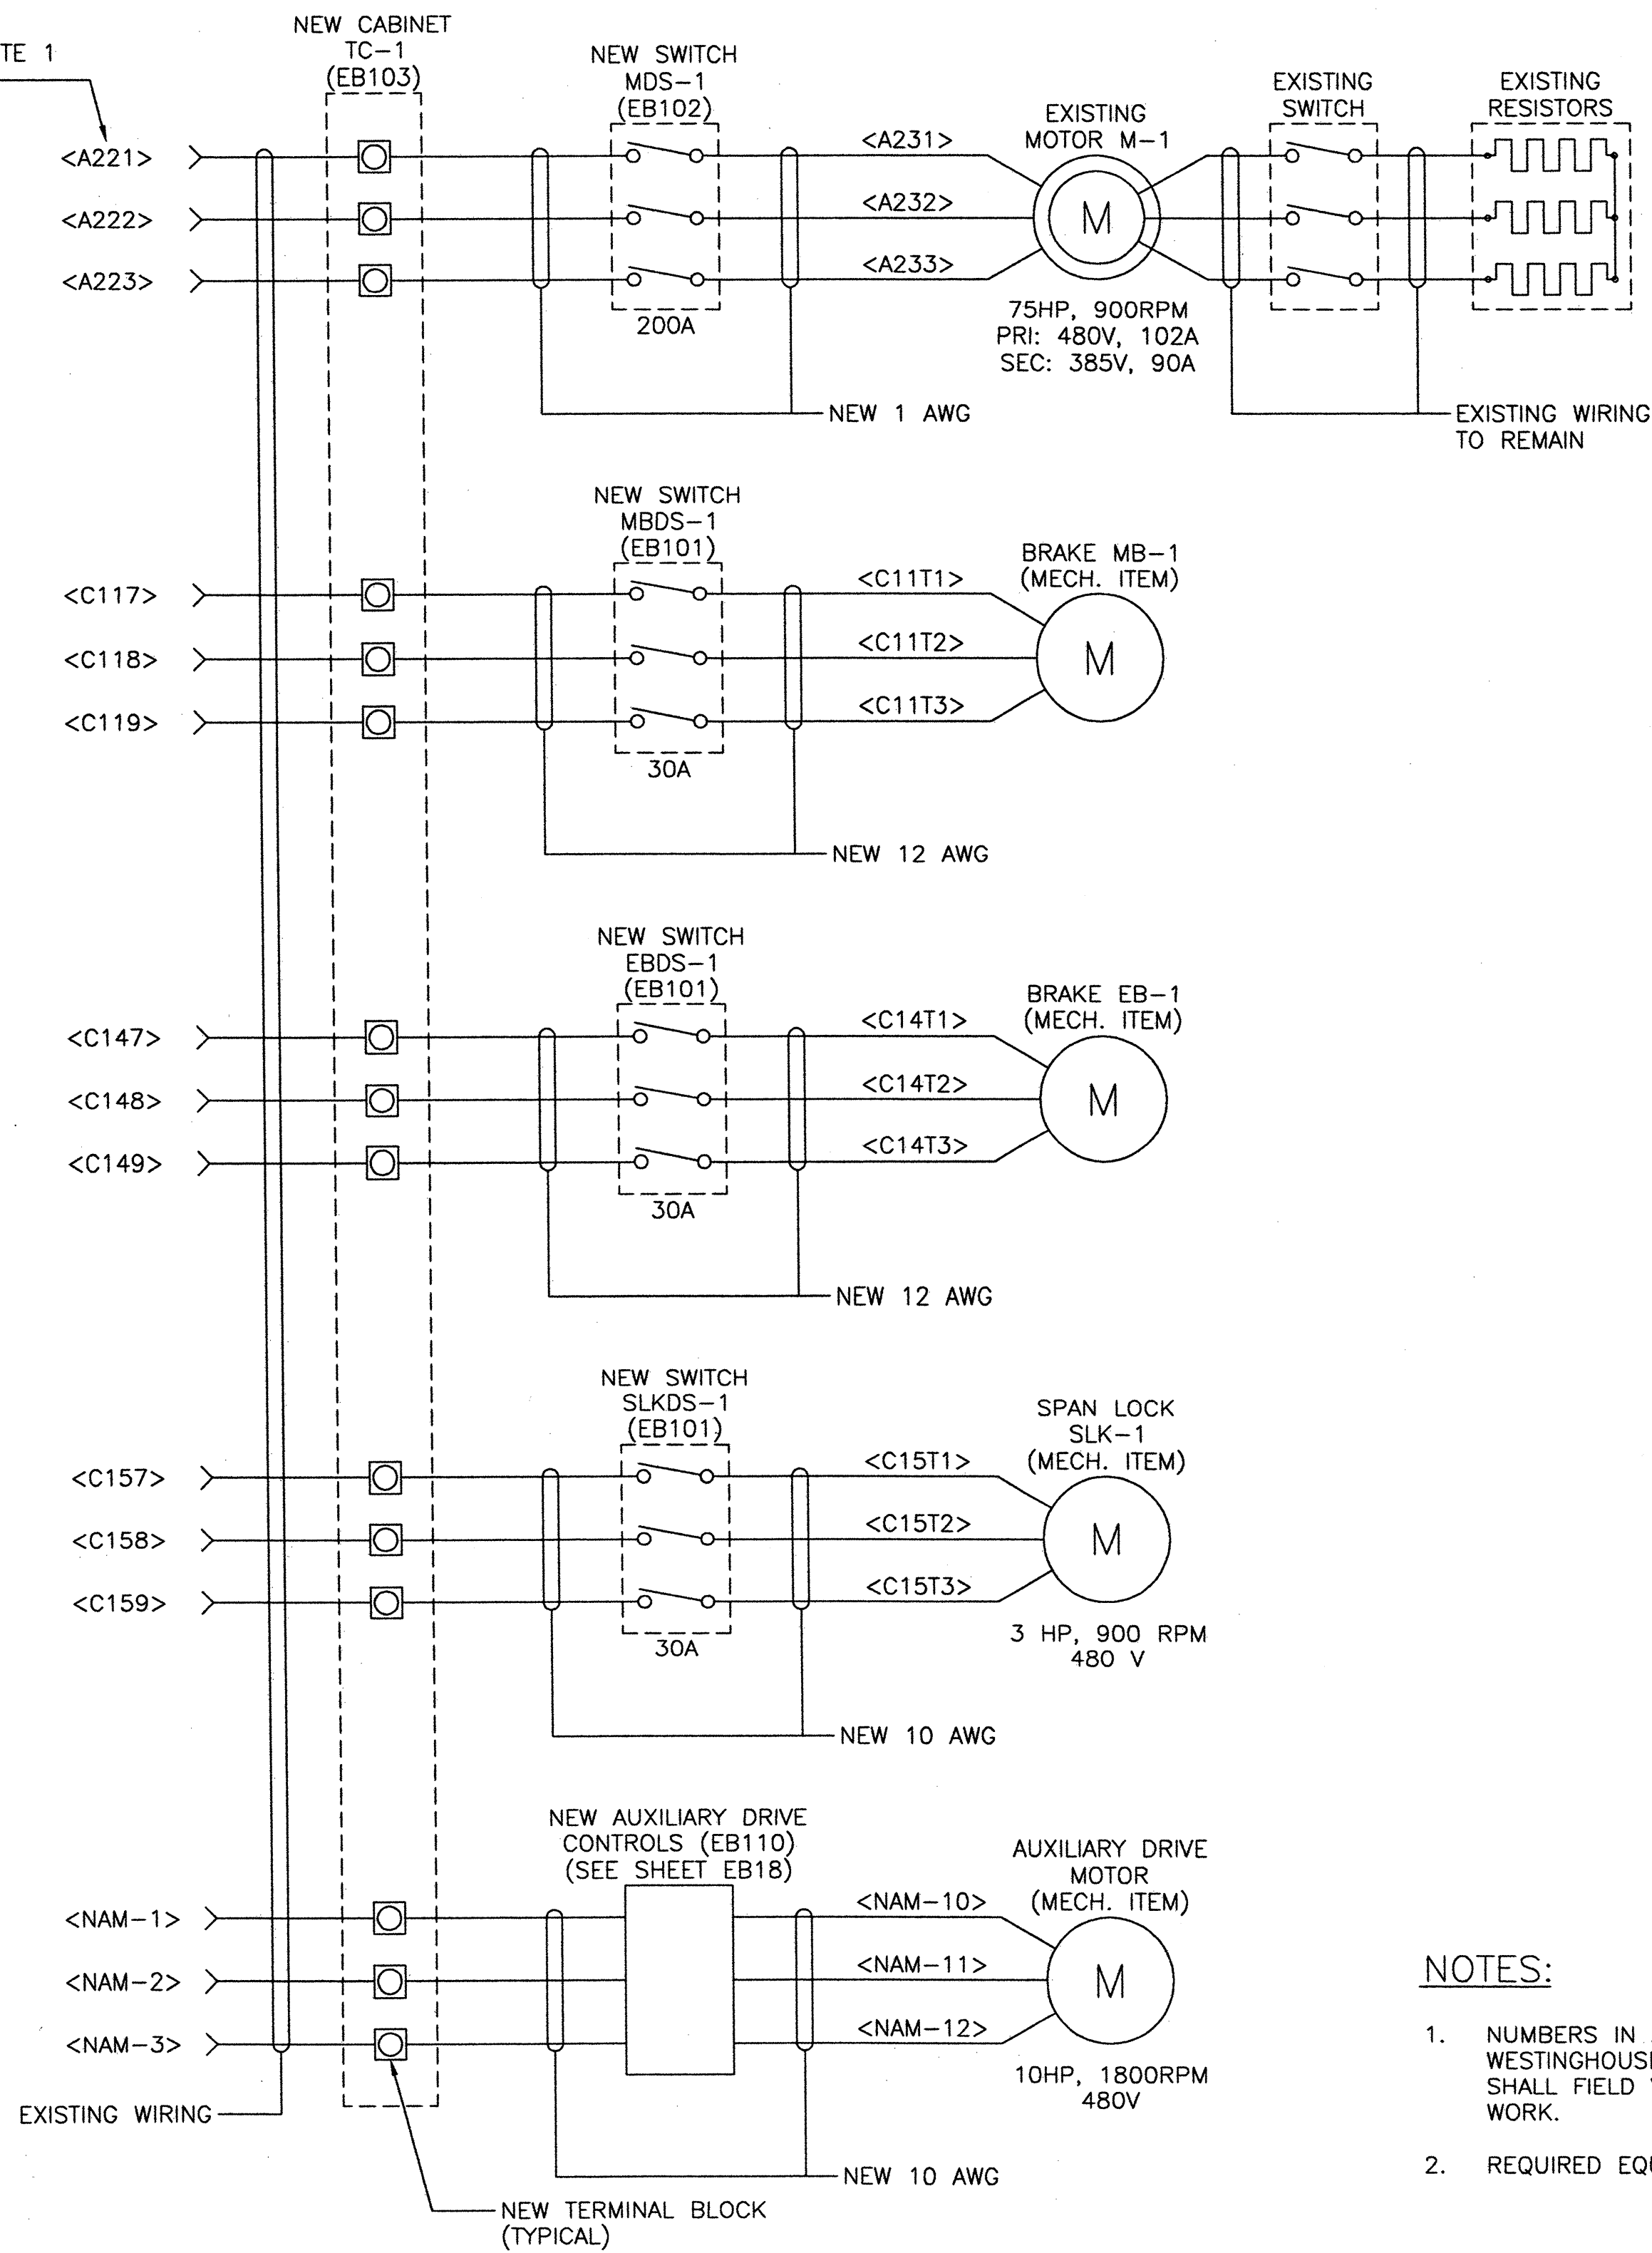 TE 1
NEW CABINET
TC-1
(EB103)
NEW SWITCH
MDS-1
(EB102)
EXISTING
MOTOR M-1
EXISTING
SWITCH
EXISTING
RESISTORS
<A221>
<A222>
<A223>
<A231>
<A232>
<A233>
M
200A
75HP, 900RPM
PRI: 480V, 102A
SEC: 385V, 90A
NEW 1 AWG
EXISTING WIRING
TO REMAIN
NEW SWITCH
MBDS-1
(EB101)
BRAKE MB-1
(MECH. ITEM)
<C117>
<C118>
<C119>
<C11T1>
<C11T2>
<C11T3>
M
30A
NEW 12 AWG
NEW SWITCH
EBDS-1
(EB101)
BRAKE EB-1
(MECH. ITEM)
<C147>
<C148>
<C149>
<C14T1>
<C14T2>
<C14T3>
M
30A
NEW 12 AWG
NEW SWITCH
SLKDS-1
(EB101)
SPAN LOCK
SLK-1
(MECH. ITEM)
<C157>
<C158>
<C159>
<C15T1>
<C15T2>
<C15T3>
M
30A
3 HP, 900 RPM
480 V
NEW 10 AWG
NEW AUXILIARY DRIVE
CONTROLS (EB110)
(SEE SHEET EB18)
AUXILIARY DRIVE
MOTOR
(MECH. ITEM)
<NAM-1>
<NAM-2>
<NAM-3>
<NAM-10>
<NAM-11>
<NAM-12>
M
10HP, 1800RPM
480V
EXISTING WIRING
NEW 10 AWG
NEW TERMINAL BLOCK
(TYPICAL)
NOTES:
1. NUMBERS IN
WESTINGHOUS
SHALL FIELD
WORK.
2. REQUIRED EQ